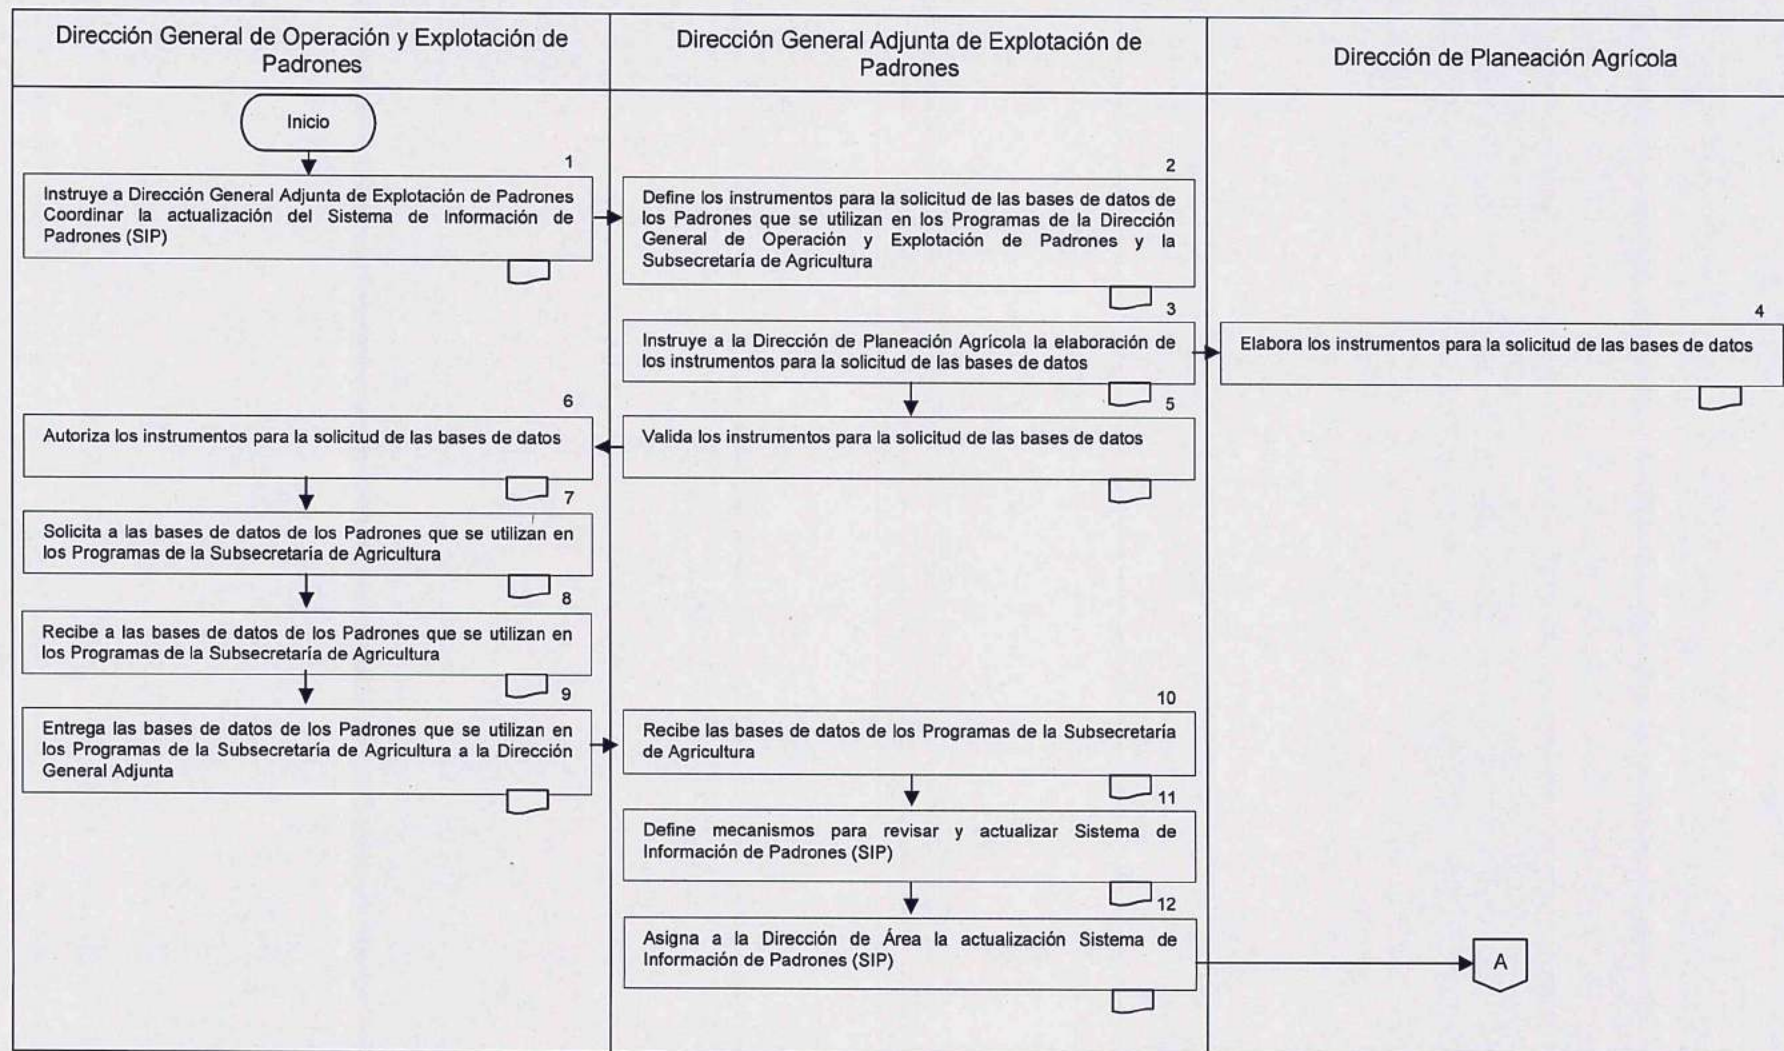 Dirección General de Operación y Explotación de
Padrones
Dirección General Adjunta de Explotación de
Padrones
Dirección de Planeación Agrícola
Inicio
1
Instruye a Dirección General Adjunta de Explotación de Padrones
Coordinar la actualización del Sistema de Información de
Padrones (SIP)
2
Define los instrumentos para la solicitud de las bases de datos de
los Padrones que se utilizan en los Programas de la Dirección
General de Operación y Explotación de Padrones y la
Subsecretaría de Agricultura
3
Instruye a la Dirección de Planeación Agrícola la elaboración de
los instrumentos para la solicitud de las bases de datos
4
Elabora los instrumentos para la solicitud de las bases de datos
5
Valida los instrumentos para la solicitud de las bases de datos
6
Autoriza los instrumentos para la solicitud de las bases de datos
7
Solicita a las bases de datos de los Padrones que se utilizan en
los Programas de la Subsecretaría de Agricultura
8
Recibe a las bases de datos de los Padrones que se utilizan en
los Programas de la Subsecretaría de Agricultura
9
Entrega las bases de datos de los Padrones que se utilizan en
los Programas de la Subsecretaría de Agricultura a la Dirección
General Adjunta
10
Recibe las bases de datos de los Programas de la Subsecretaría
de Agricultura
11
Define mecanismos para revisar y actualizar Sistema de
Información de Padrones (SIP)
12
Asigna a la Dirección de Área la actualización Sistema de
Información de Padrones (SIP)
A